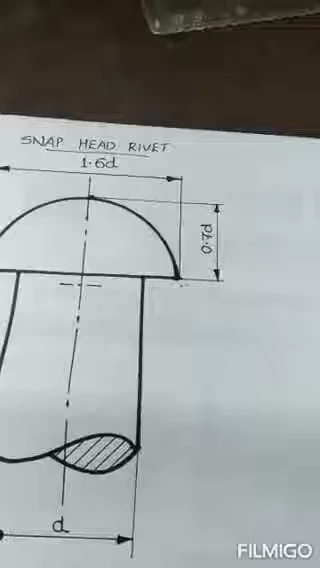 SNAP HEAD RIVET
1.6d
0.7d
d
FILMIGO